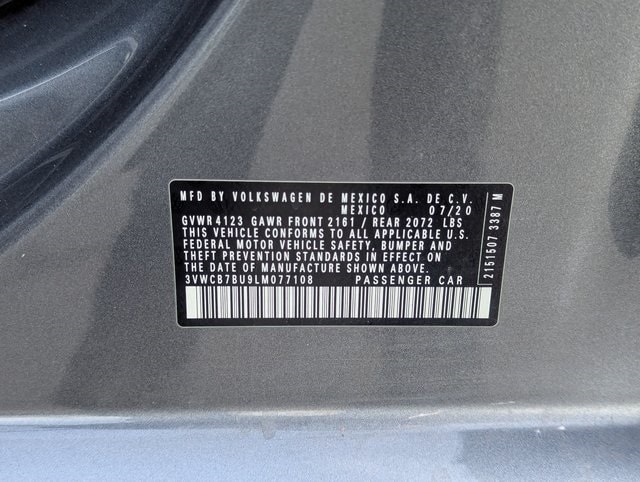 MFD BY VOLKSWAGEN DE MEXICO S.A. DE C.V.
MEXICO 07/20
GVWR 4123 GAWR FRONT 2161 / REAR 2072 LBS
THIS VEHICLE CONFORMS TO ALL APPLICABLE U.S.
FEDERAL MOTOR VEHICLE SAFETY, BUMPER AND
THEFT PREVENTION STANDARDS IN EFFECT ON
THE DATE OF MANUFACTURE SHOWN ABOVE.
3VWCB7BU9LM077108 PASSENGER CAR
2151507 3387 M